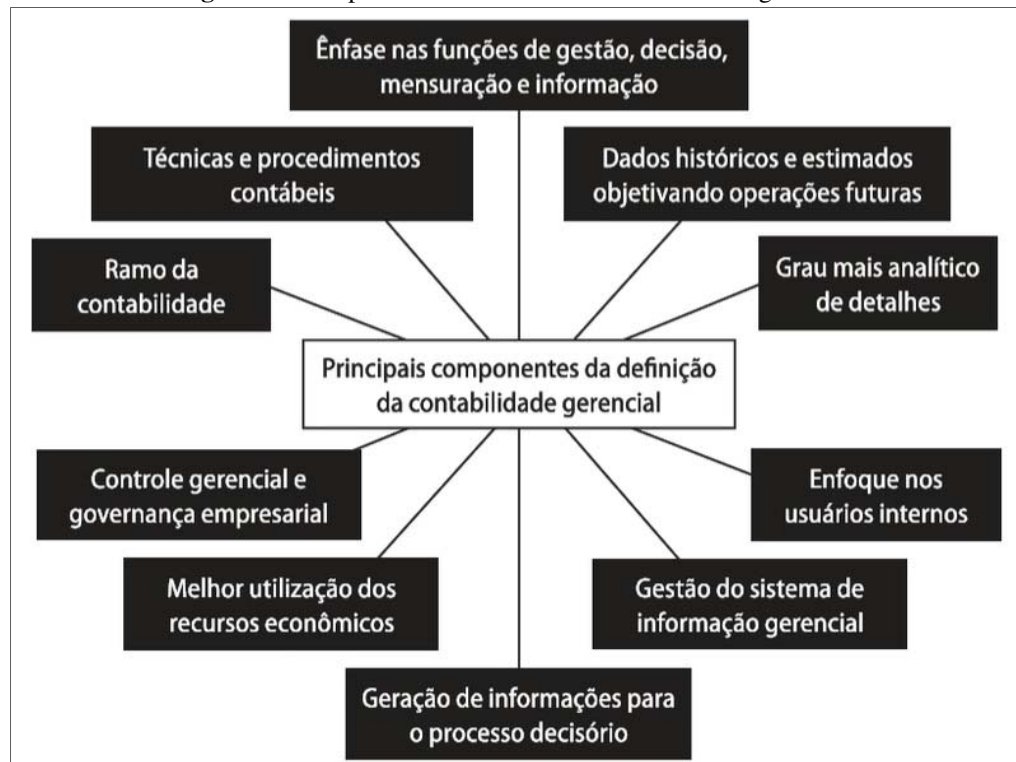 Ênfase nas funções de gestão, decisão,
mensuração e informação
Técnicas e procedimentos
contábeis
Dados históricos e estimados
objetivando operações futuras
Ramo da
contabilidade
Grau mais analítico
de detalhes
Principais componentes da definição
da contabilidade gerencial
Controle gerencial e
governança empresarial
Enfoque nos
usuários internos
Melhor utilização dos
recursos econômicos
Gestão do sistema de
informação gerencial
Geração de informações para
o processo decisório